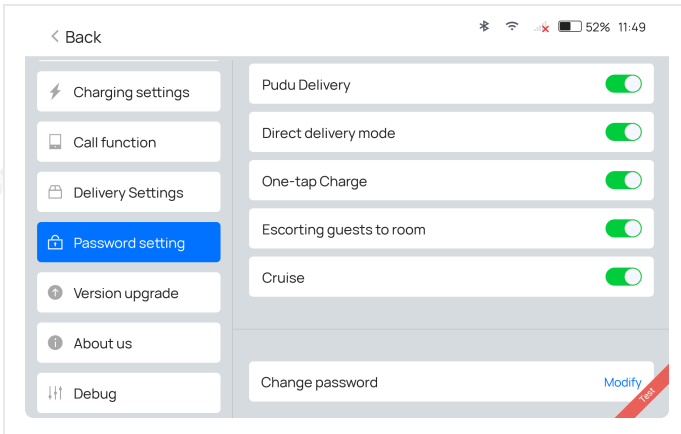 Back
52% 11:49
Charging settings
Call function
Delivery Settings
Password setting
Version upgrade
About us
Debug
Pudu Delivery
Direct delivery mode
One-tap Charge
Escorting guests to room
Cruise
Change password
Modify
Test